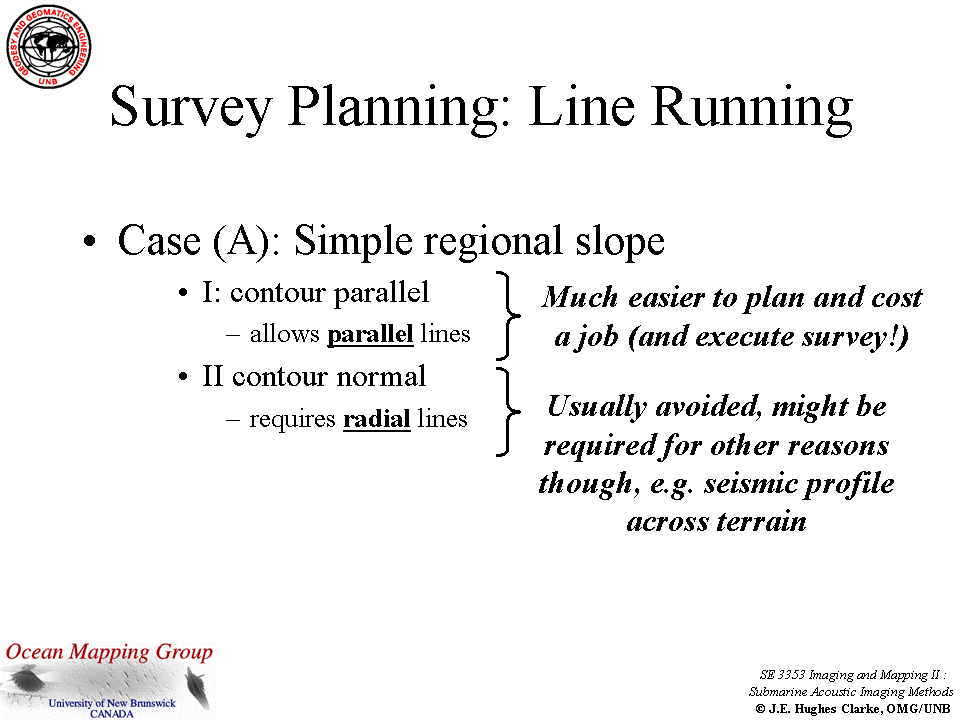 GEODESY AND GEOMATICS ENGINEERING
UNB
Survey Planning: Line Running
• Case (A): Simple regional slope
• I: contour parallel
– allows parallel lines
• II contour normal
– requires radial lines
Much easier to plan and cost
a job (and execute survey!)
Usually avoided, might be
required for other reasons
though, e.g. seismic profile
across terrain
Ocean Mapping Group
University of New Brunswick
CANADA
SE 3353 Imaging and Mapping II :
Submarine Acoustic Imaging Methods
© J.E. Hughes Clarke, OMG/UNB